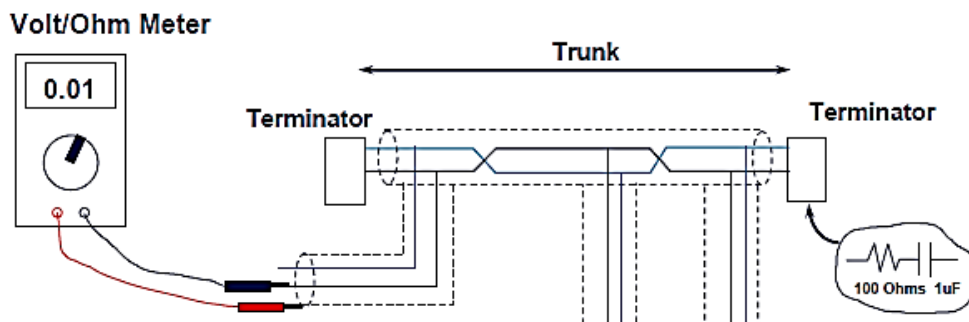 Volt/Ohm Meter
0.01
Trunk
Terminator
Terminator
100 Ohms 1uF